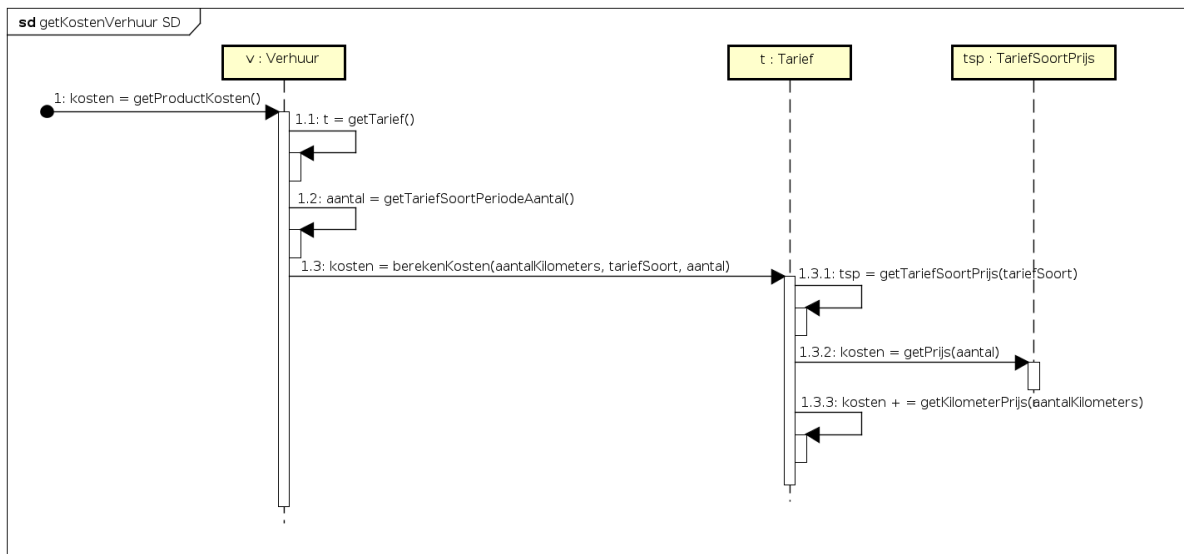 sd getKostenVerhuur SD
v : Verhuur
t : Tarief
tsp : TariefSoortPrijs
1: kosten = getProductKosten()
1.1: t = getTarief()
1.2: aantal = getTariefSoortPeriodeAantal()
1.3: kosten = berekenKosten(aantalKilometers, tariefSoort, aantal)
1.3.1: tsp = getTariefSoortPrijs(tariefSoort)
1.3.2: kosten = getPrijs(aantal)
1.3.3: kosten + = getKilometerPrijs(aantalKilometers)